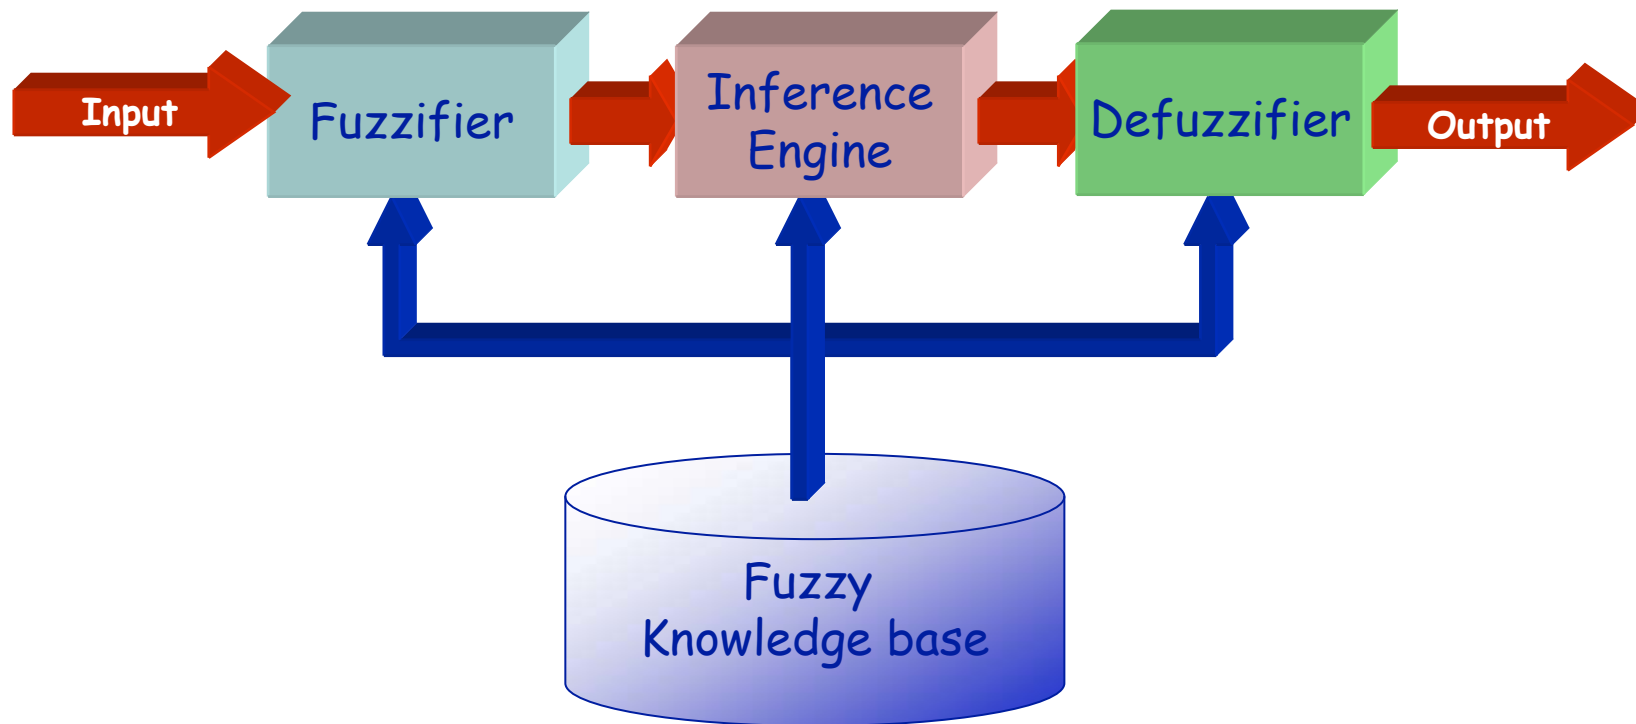 Input
Fuzzifier
Inference
Engine
Defuzzifier
Output
Fuzzy
Knowledge base